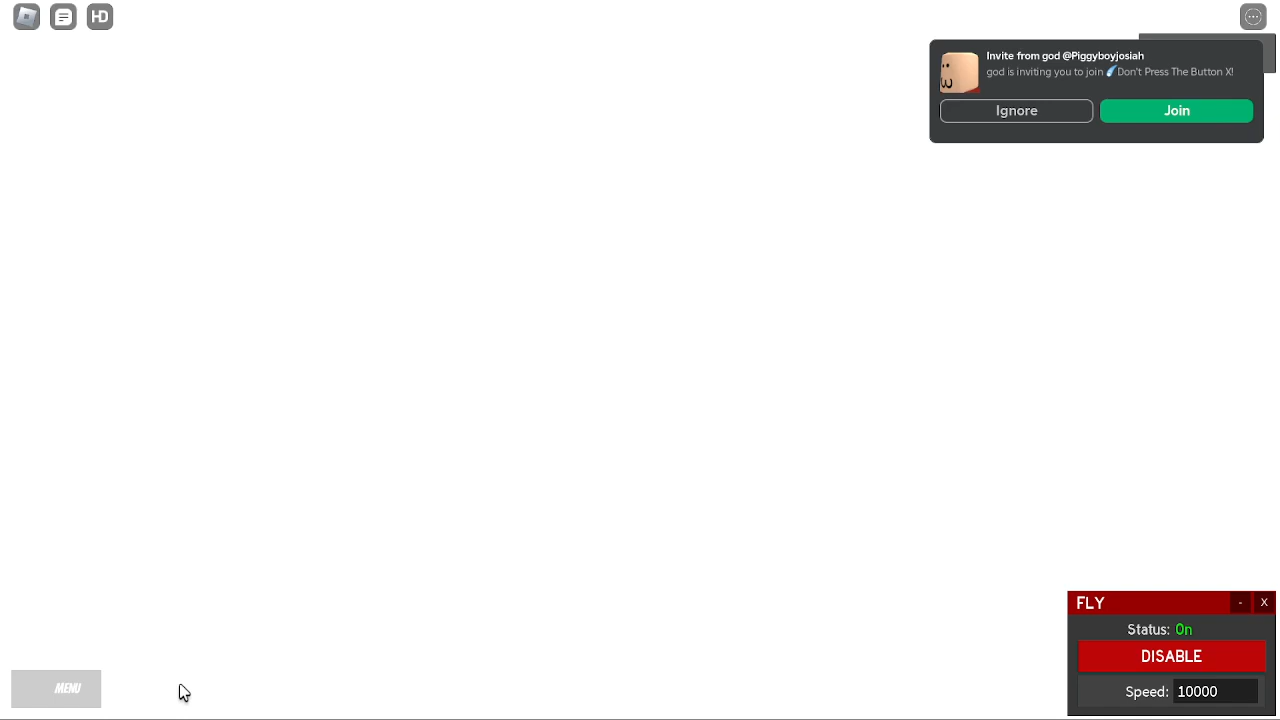 HD
Invite from god @Piggyboyjosiah
god is inviting you to join Don't Press The Button X!
Ignore
Join
FLY
-
X
Status: On
DISABLE
Speed: 10000
MENU